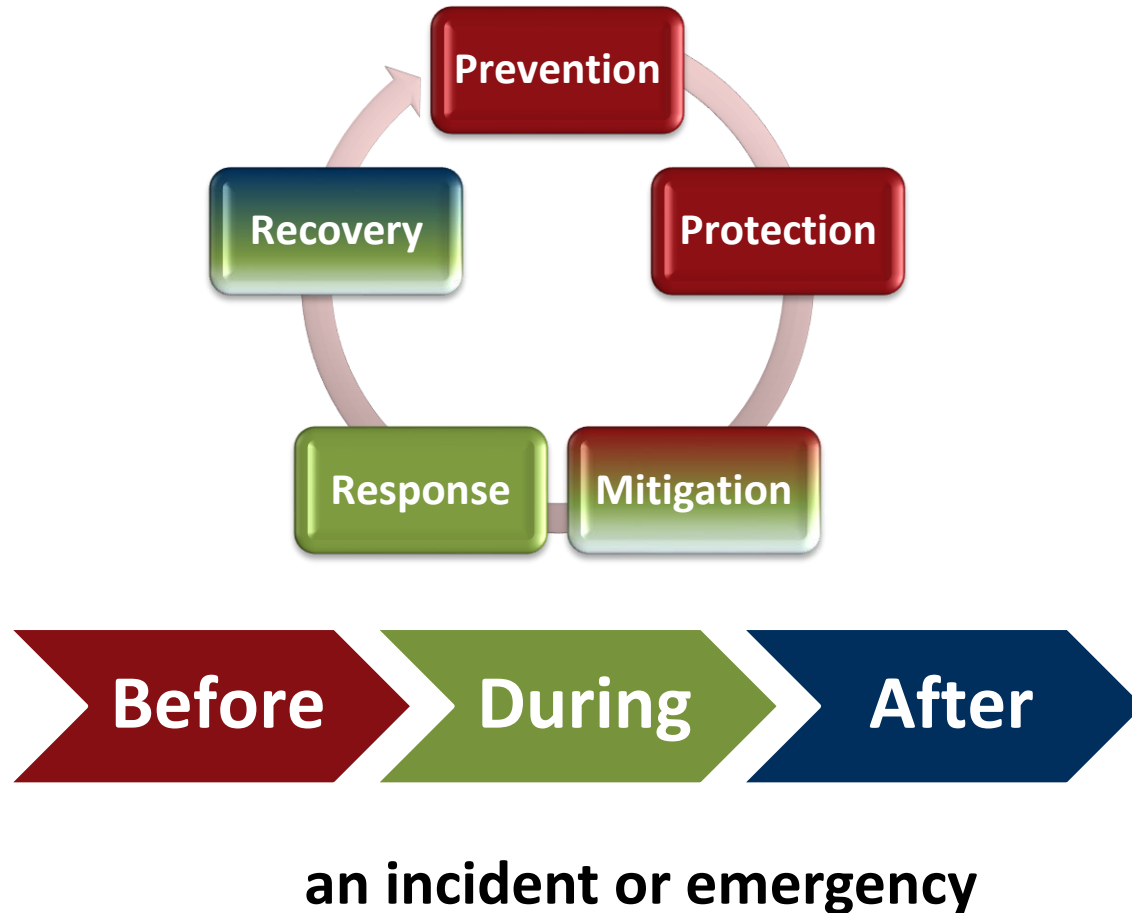 Prevention
Protection
Mitigation
Response
Recovery
Before
During
After
an incident or emergency